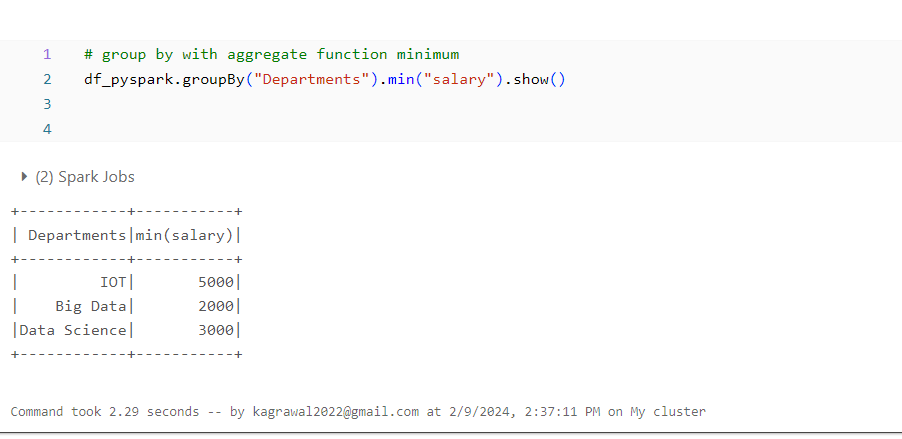 1 # group by with aggregate function minimum
2 df_pyspark.groupBy("Departments").min("salary").show()
3
4
(2) Spark Jobs
+------------+-----------+
| Departments|min(salary)|
+------------+-----------+
|         IOT|       5000|
|    Big Data|       2000|
|Data Science|       3000|
+------------+-----------+
Command took 2.29 seconds -- by kagrawal2022@gmail.com at 2/9/2024, 2:37:11 PM on My cluster